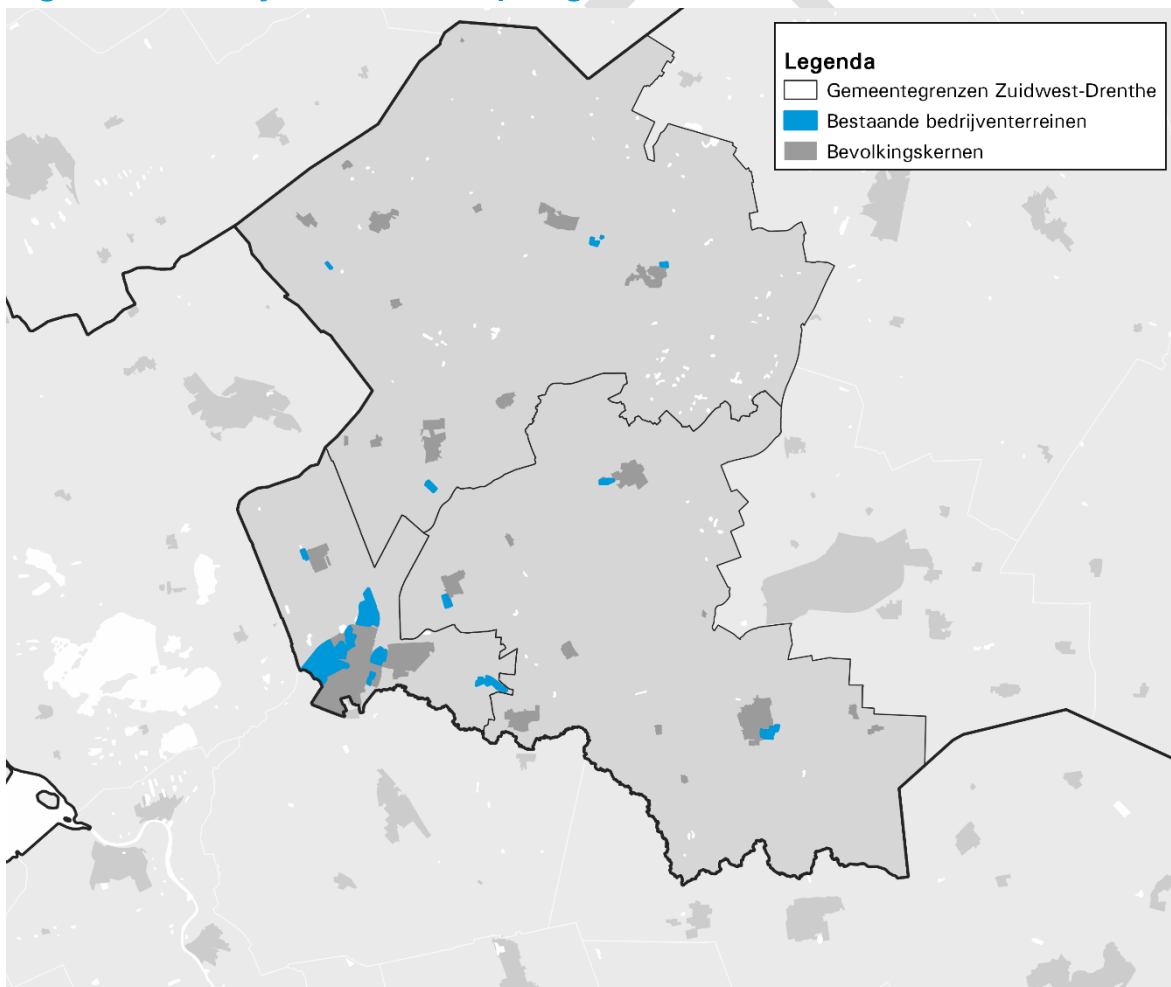 Legenda
Gemeentegrenzen Zuidwest-Drenthe
Bestaande bedrijventerreinen
Bevolkingskernen